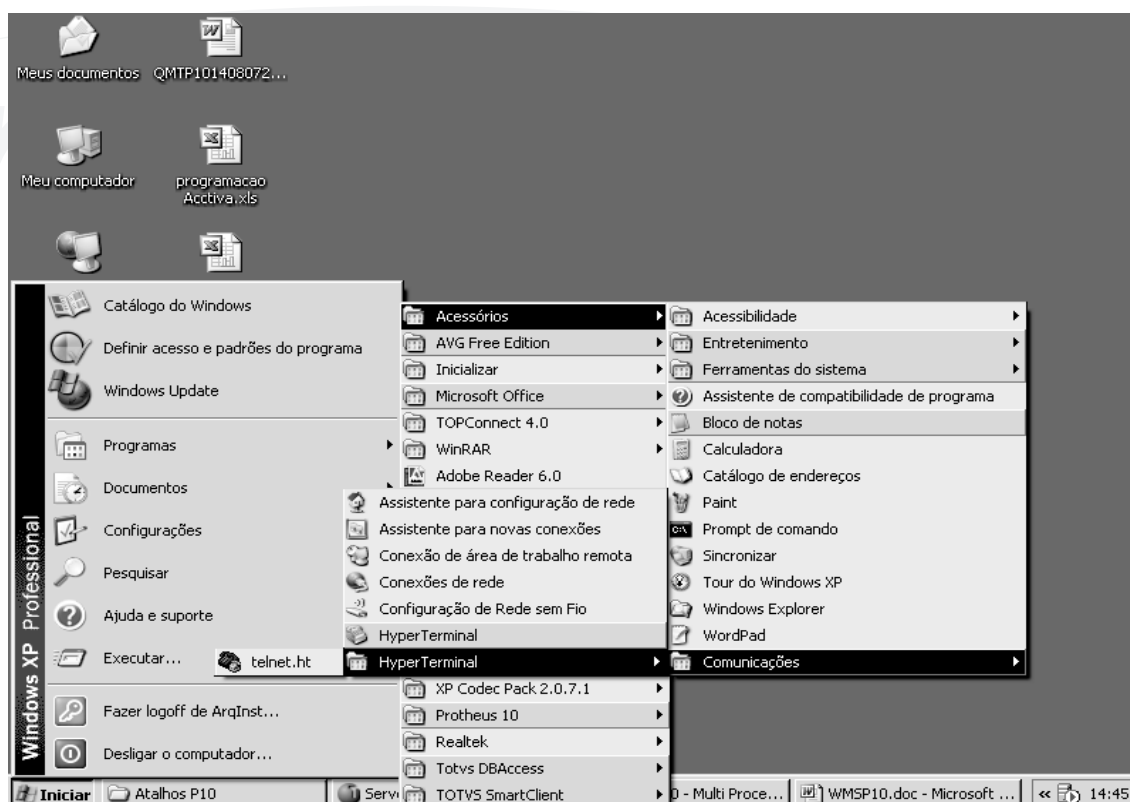 Meus documentos
QMTP101408072...
Meu computador
programacao
Acctiva.xls
Windows XP Professional
Catálogo do Windows
Definir acesso e padrões do programa
Windows Update
Programas
Documentos
Configurações
Pesquisar
Ajuda e suporte
Executar...
Fazer logoff de ArqInst...
Desligar o computador...
Acessórios
AVG Free Edition
Inicializar
Microsoft Office
TOPConnect 4.0
WinRAR
Adobe Reader 6.0
XP Codec Pack 2.0.7.1
Protheus 10
Realtek
Totvs DBAccess
TOTVS SmartClient
Acessibilidade
Entretenimento
Ferramentas do sistema
Assistente de compatibilidade de programa
Bloco de notas
Calculadora
Catálogo de endereços
Paint
Prompt de comando
Sincronizar
Tour do Windows XP
Windows Explorer
WordPad
Comunicações
Assistente para configuração de rede
Assistente para novas conexões
Conexão de área de trabalho remota
Conexões de rede
Configuração de Rede sem Fio
HyperTerminal
HyperTerminal
telnet.ht
Iniciar
Atalhos P10
Serv
0 - Multi Proce...
WMSP10.doc - Microsoft ...
«
14:45